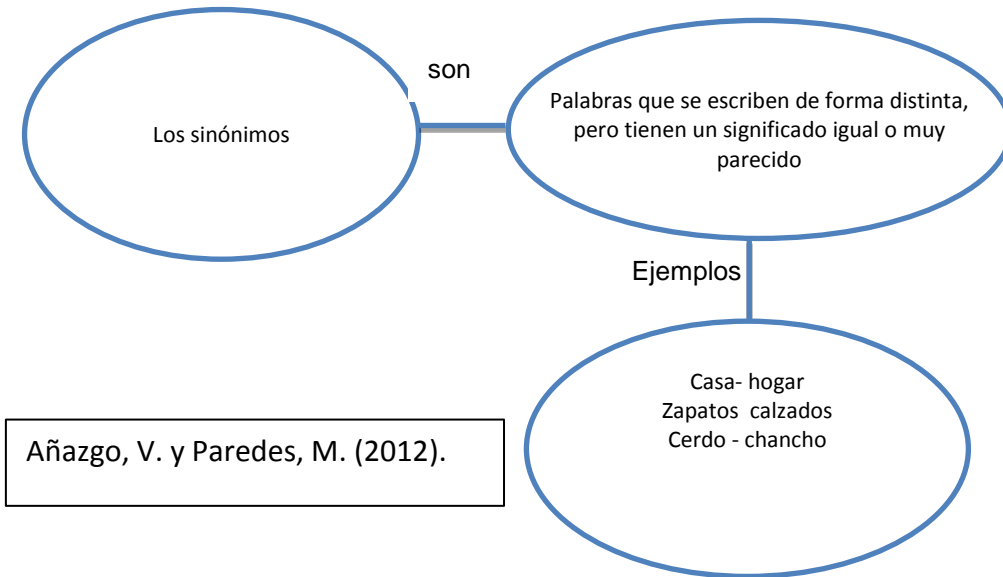 son
Los sinónimos
Palabras que se escriben de forma distinta,
pero tienen un significado igual o muy
parecido
Ejemplos
Casa- hogar
Zapatos  calzados
Cerdo - chancho
Añazgo, V. y Paredes, M. (2012).